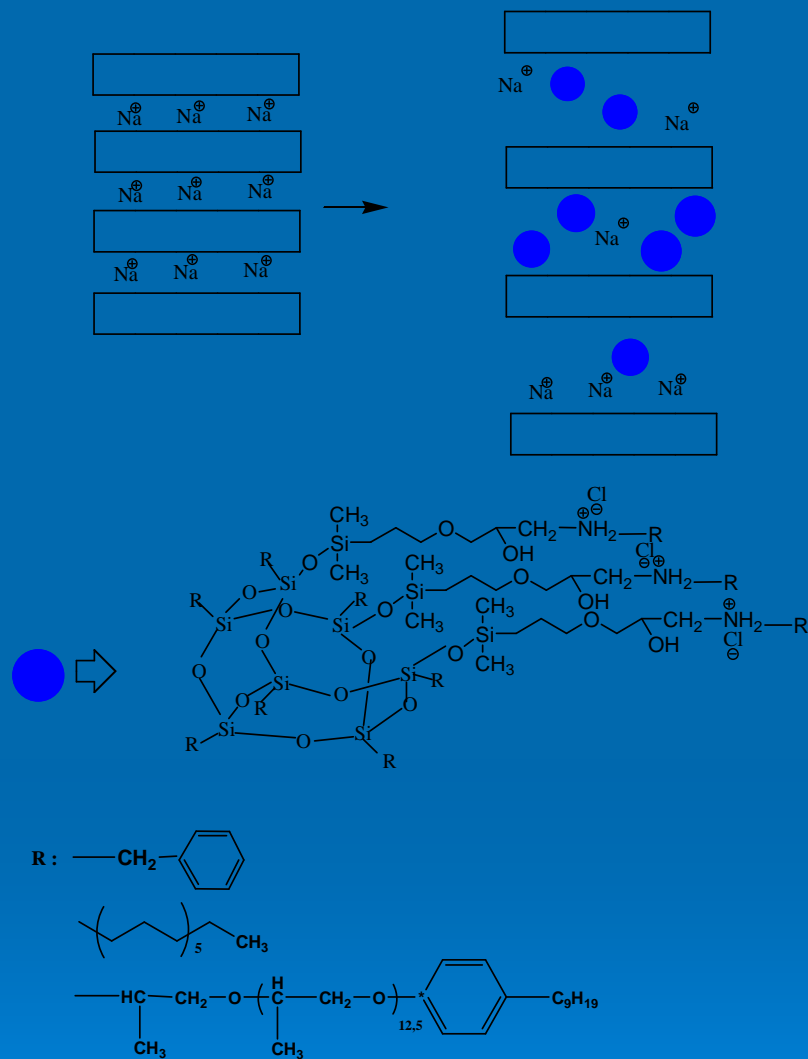 Na⊕ Na⊕ Na⊕
Na⊕ Na⊕ Na⊕
Na⊕ Na⊕ Na⊕
Na⊕ Na⊕
Na⊕
Na⊕ Na⊕ Na⊕
CH3 Si CH3 O O OH CH2 ⊕NH2 Cl⊖ R
CH3 Si CH3 O O OH CH2 ⊕NH2 Cl⊖ R
CH3 Si CH3 O O OH CH2 NH2⊕ Cl⊖ R
R Si O R Si O R Si O
O O O
Si R O O Si R O
R Si O Si R
R : CH2
( )5 CH3
HC CH2 O ( H C CH2 O )12,5 * C9H19
CH3 CH3